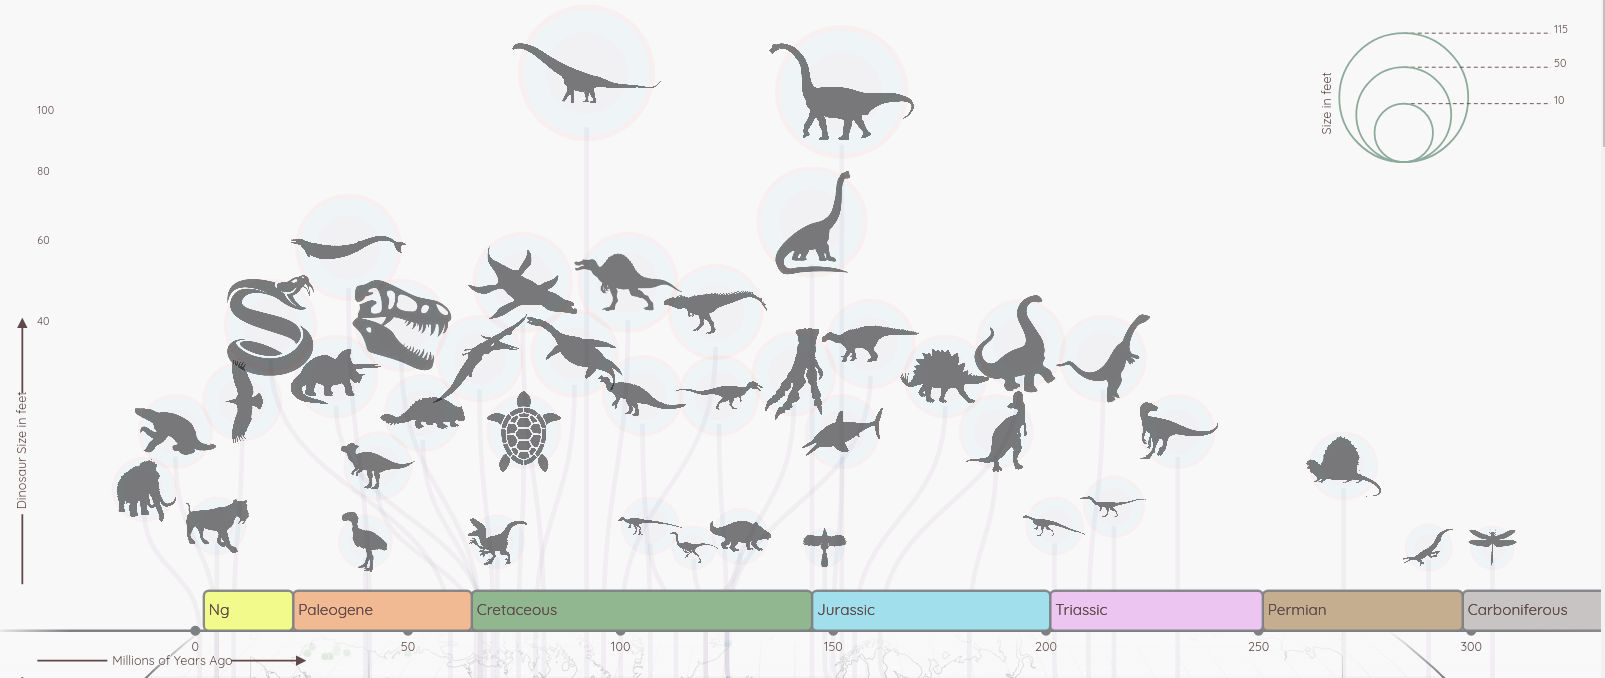 115
50
10
Size in feet
100
80
60
40
Dinosaur Size in feet
Ng
Paleogene
Cretaceous
Jurassic
Triassic
Permian
Carboniferous
0
50
100
150
200
250
300
Millions of Years Ago